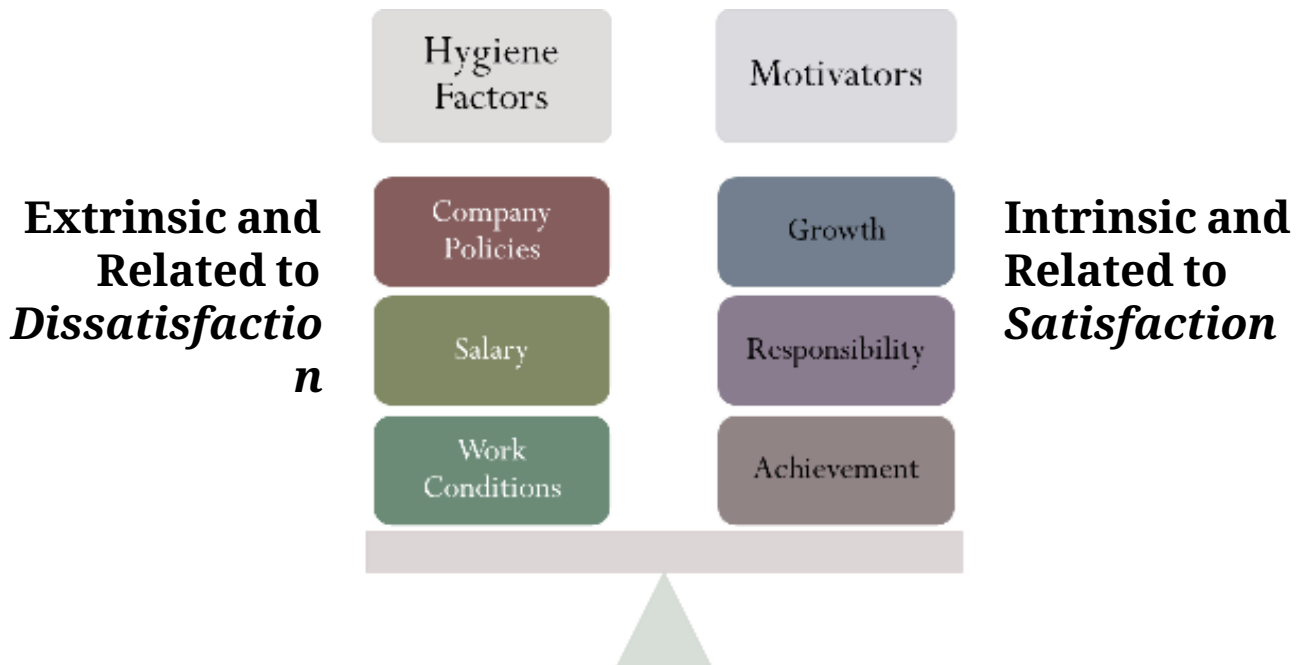 Hygiene
Factors
Motivators
Extrinsic and
Related to
Dissatisfactio
n
Company
Policies
Growth
Intrinsic and
Related to
Satisfaction
Salary
Responsibility
Work
Conditions
Achievement